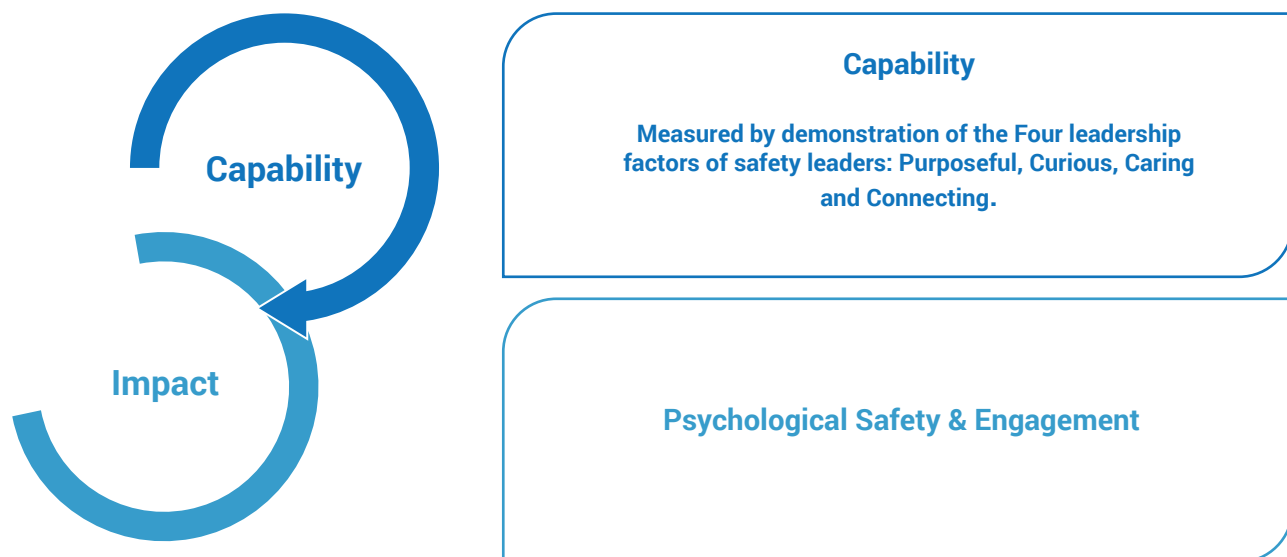 Capability
Capability
Measured by demonstration of the Four leadership
factors of safety leaders: Purposeful, Curious, Caring
and Connecting.
Impact
Psychological Safety & Engagement